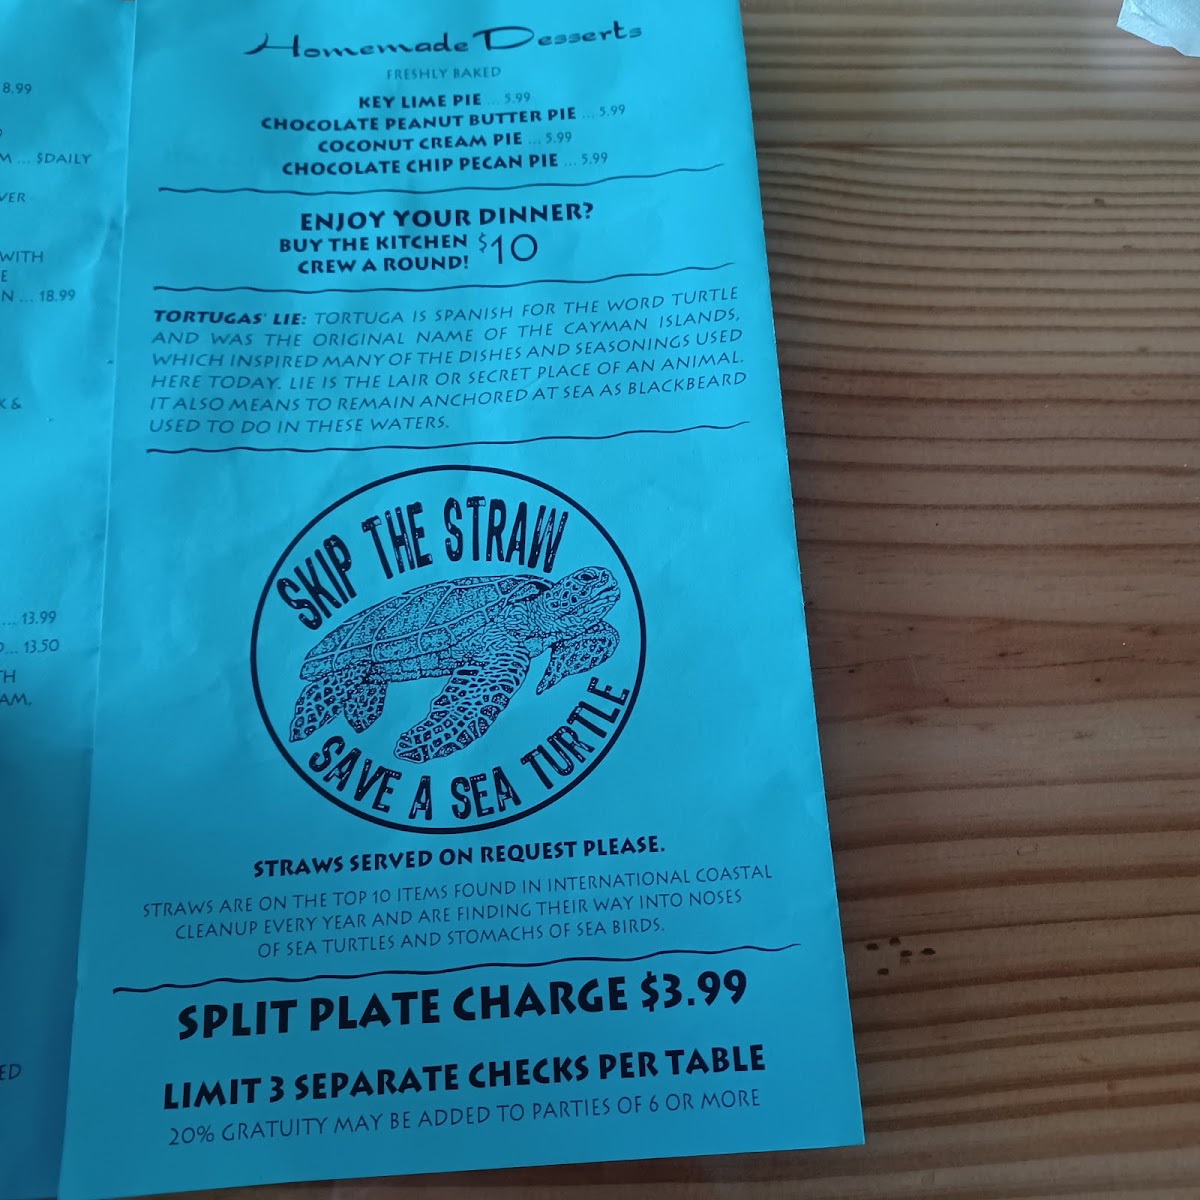 8.99
M ... $DAILY
VER
WITH
E
N ... 18.99
K &
... 13.99
... 13.50
TH
AM,
ED
Homemade Desserts
FRESHLY BAKED
KEY LIME PIE ... 5.99
CHOCOLATE PEANUT BUTTER PIE ... 5.99
COCONUT CREAM PIE ... 5.99
CHOCOLATE CHIP PECAN PIE ... 5.99
ENJOY YOUR DINNER?
BUY THE KITCHEN $10
CREW A ROUND!
TORTUGAS' LIE: TORTUGA IS SPANISH FOR THE WORD TURTLE
AND WAS THE ORIGINAL NAME OF THE CAYMAN ISLANDS,
WHICH INSPIRED MANY OF THE DISHES AND SEASONINGS USED
HERE TODAY. LIE IS THE LAIR OR SECRET PLACE OF AN ANIMAL.
IT ALSO MEANS TO REMAIN ANCHORED AT SEA AS BLACKBEARD
USED TO DO IN THESE WATERS.
SKIP THE STRAW
SAVE A SEA TURTLE
STRAWS SERVED ON REQUEST PLEASE.
STRAWS ARE ON THE TOP 10 ITEMS FOUND IN INTERNATIONAL COASTAL
CLEANUP EVERY YEAR AND ARE FINDING THEIR WAY INTO NOSES
OF SEA TURTLES AND STOMACHS OF SEA BIRDS.
SPLIT PLATE CHARGE $3.99
LIMIT 3 SEPARATE CHECKS PER TABLE
20% GRATUITY MAY BE ADDED TO PARTIES OF 6 OR MORE